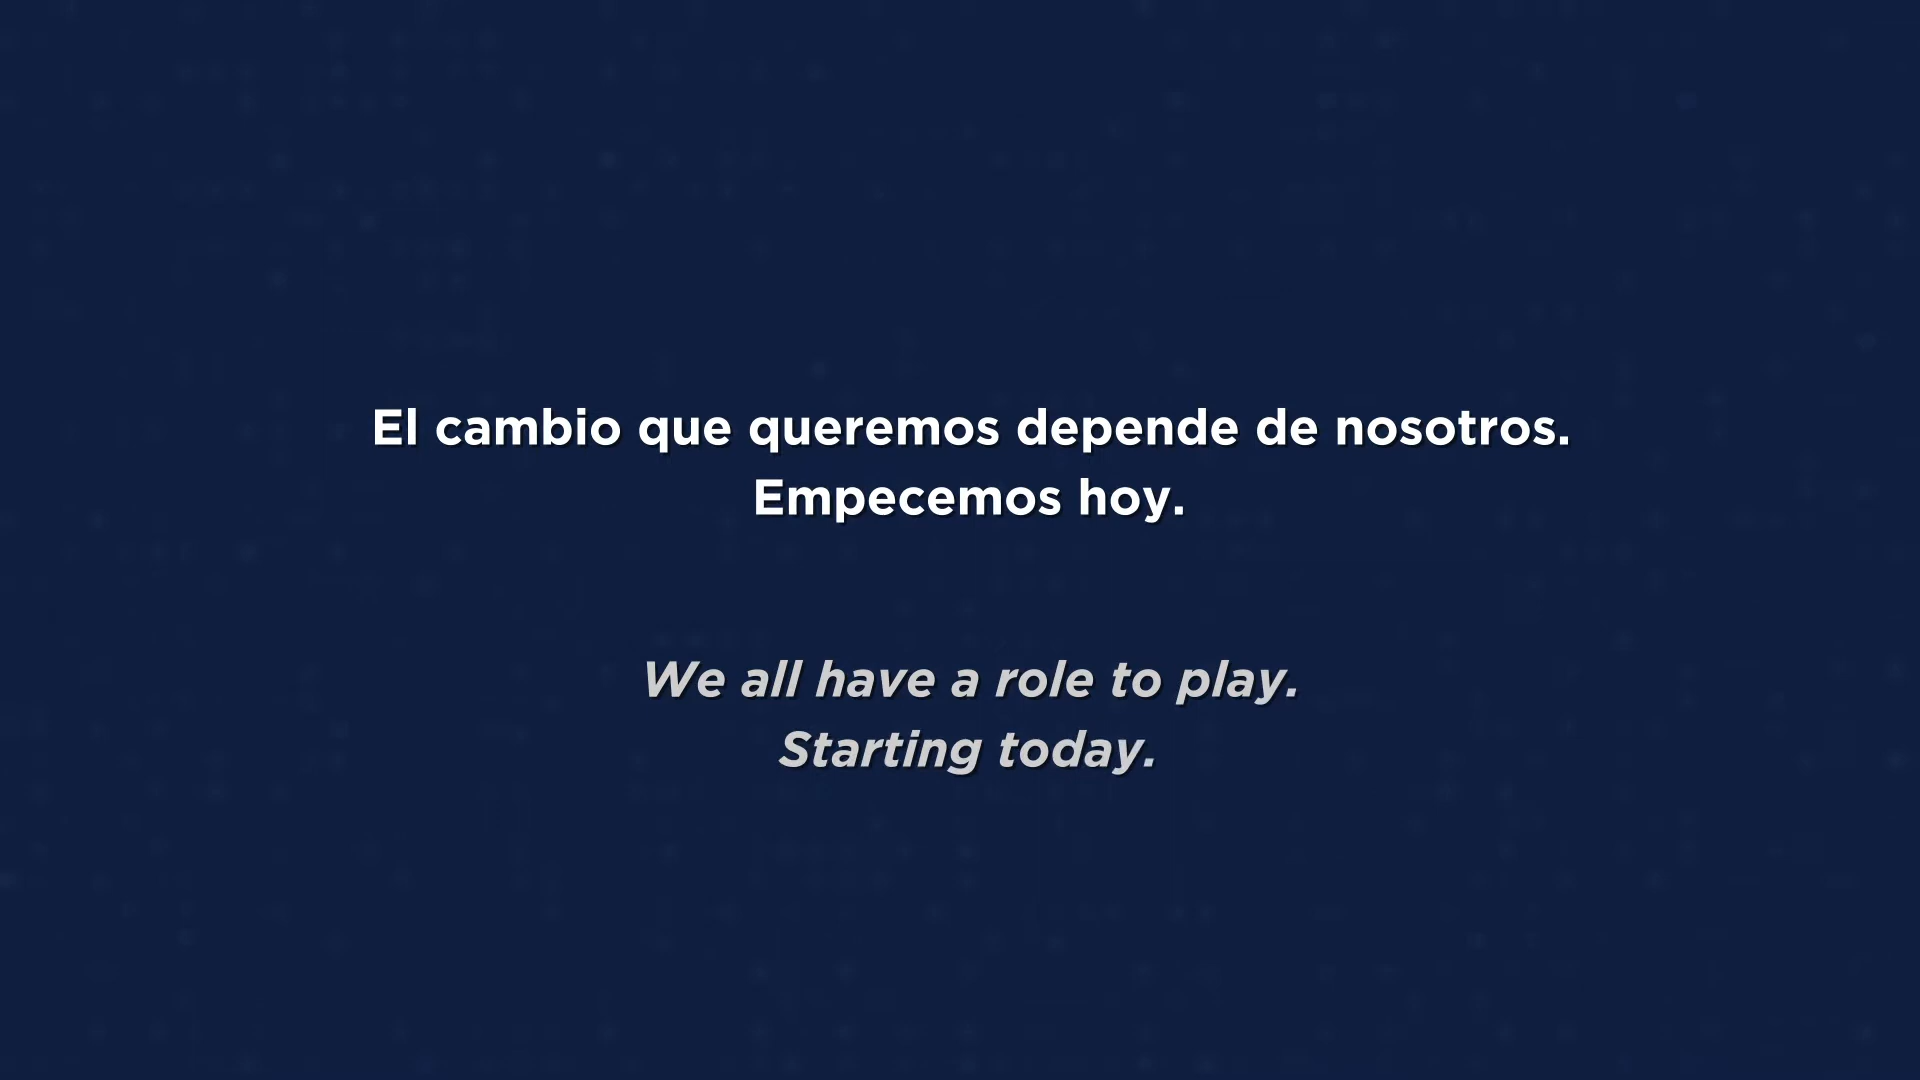 El cambio que queremos depende de nosotros.
Empecemos hoy.
We all have a role to play.
Starting today.